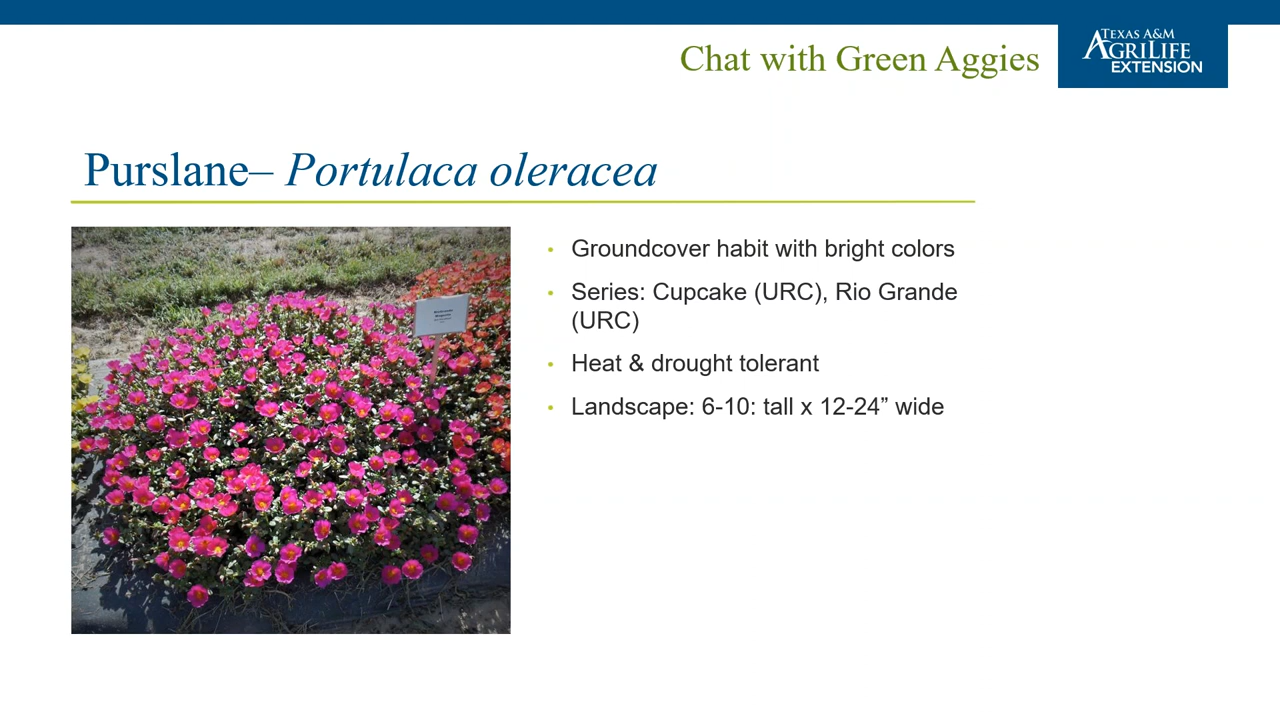 Chat with Green Aggies
TEXAS A&M
AGRILIFE
EXTENSION
Purslane– Portulaca oleracea
• Groundcover habit with bright colors
• Series: Cupcake (URC), Rio Grande
(URC)
• Heat & drought tolerant
• Landscape: 6-10: tall x 12-24” wide